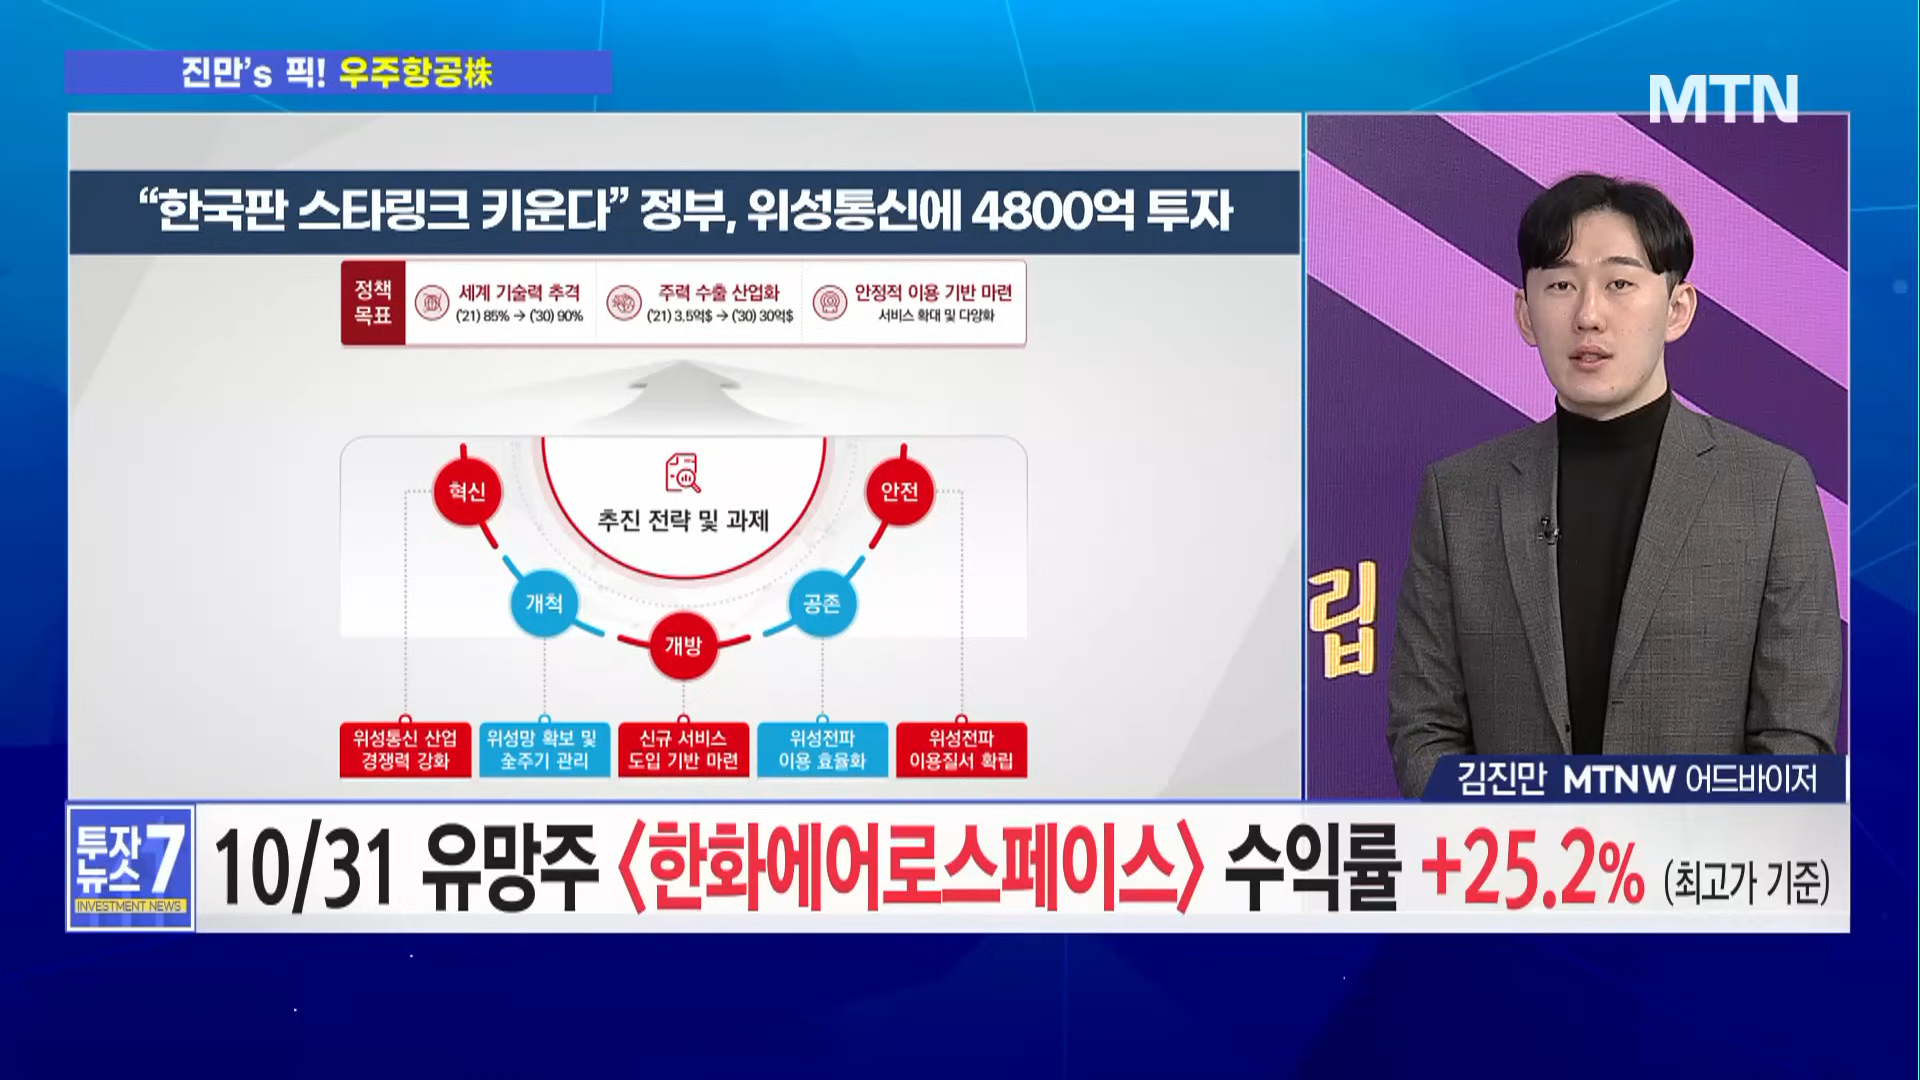 진만's 픽! 우주항공株
MTN
“한국판 스타링크 키운다” 정부, 위성통신에 4800억 투자
정책
목표
세계 기술력 추격
('21) 85% → ('30) 90%
주력 수출 산업화
('21) 3.5억$ → ('30) 30억$
안정적 이용 기반 마련
서비스 확대 및 다양화
추진 전략 및 과제
혁신
개척
개방
공존
안전
위성통신 산업
경쟁력 강화
위성망 확보 및
全주기 관리
신규 서비스
도입 기반 마련
위성전파
이용 효율화
위성전파
이용질서 확립
립
김진만 MTNW 어드바이저
투자
뉴스 7
INVESTMENT NEWS
10/31 유망주 〈한화에어로스페이스〉 수익률 +25.2% (최고가 기준)